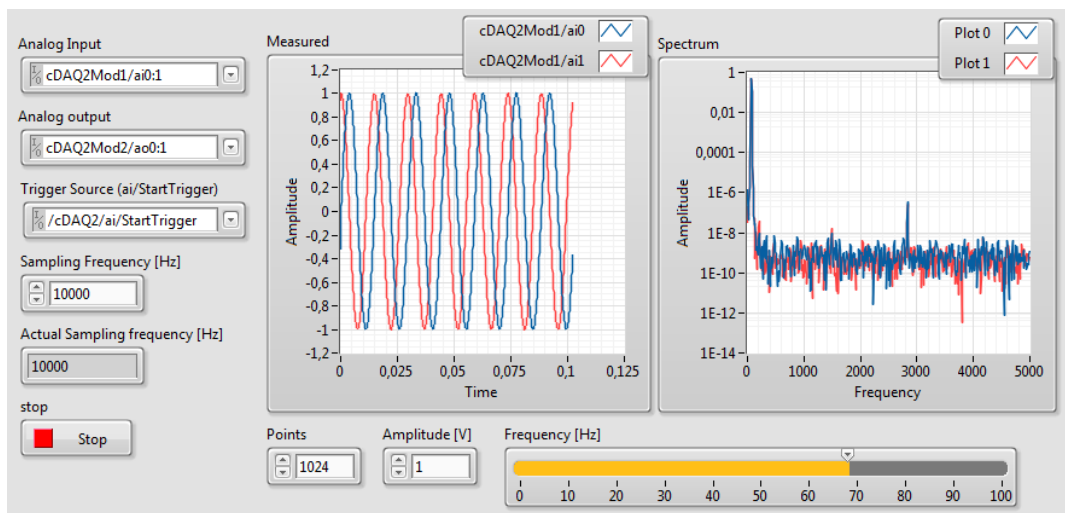 Analog Input
I/O cDAQ2Mod1/ai0:1
Analog output
I/O cDAQ2Mod2/ao0:1
Trigger Source (ai/StartTrigger)
I/O /cDAQ2/ai/StartTrigger
Sampling Frequency [Hz]
10000
Actual Sampling frequency [Hz]
10000
stop
Stop
Measured
cDAQ2Mod1/ai0
cDAQ2Mod1/ai1
Amplitude
1,2
1
0,8
0,6
0,4
0,2
0
-0,2
-0,4
-0,6
-0,8
-1
-1,2
0 0,025 0,05 0,075 0,1 0,125
Time
Spectrum
Plot 0
Plot 1
Amplitude
1
0,01
0,0001
1E-6
1E-8
1E-10
1E-12
1E-14
0 1000 2000 3000 4000 5000
Frequency
Points
1024
Amplitude [V]
1
Frequency [Hz]
0 10 20 30 40 50 60 70 80 90 100